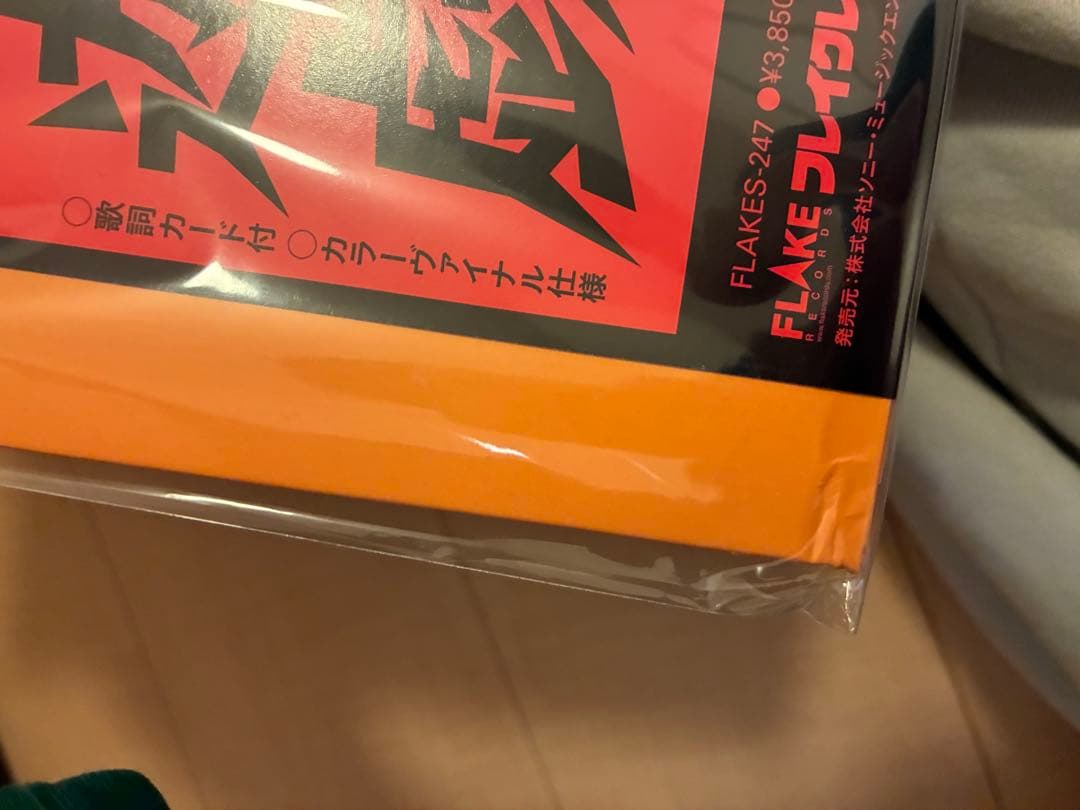 ○歌詞カード付
○カラーヴァイナル仕様
FLAKES-247 ●¥3,850
FLAKE フレイクレ
RECORDS
発売元：株式会社ソニー・ミュージックエン